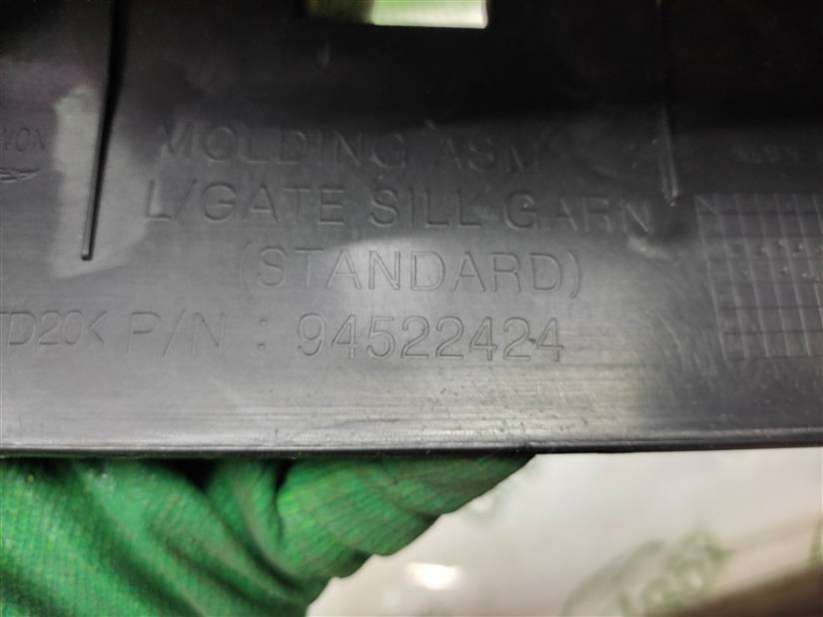 MOLDING ASM
L/GATE SILL GARN
(STANDARD)
TD20K P/N : 94522424